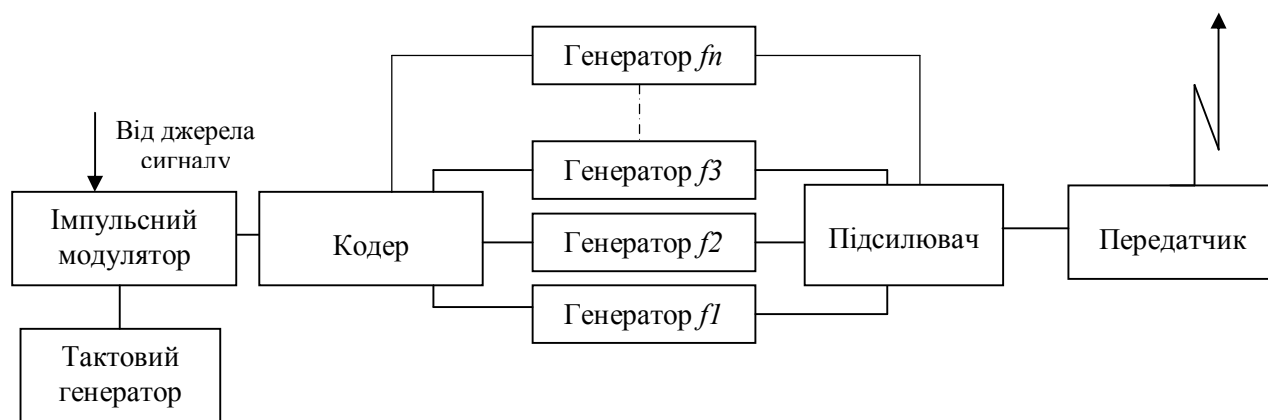 Генератор fn
Від джерела
сигналу
Генератор f3
Імпульсний
модулятор
Кодер
Генератор f2
Підсилювач
Передатчик
Генератор f1
Тактовий
генератор